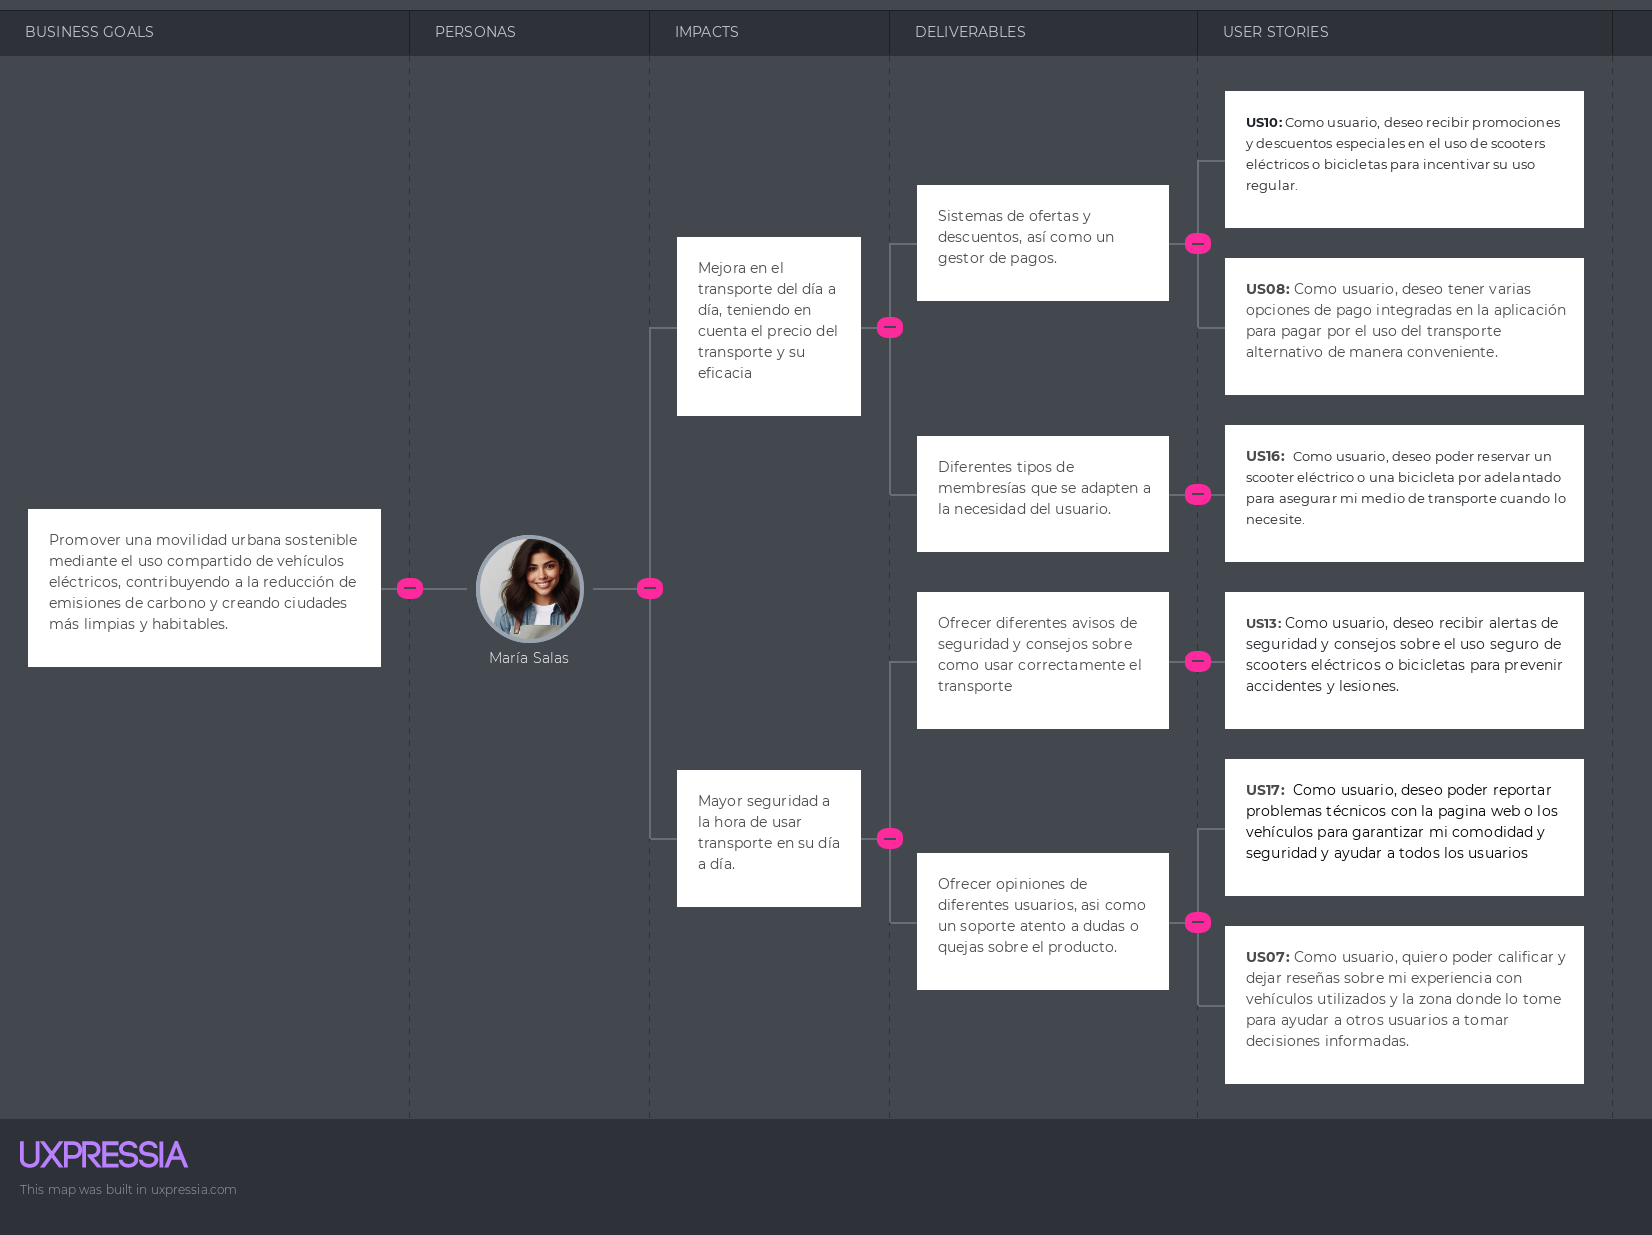 BUSINESS GOALS
PERSONAS
IMPACTS
DELIVERABLES
USER STORIES
Promover una movilidad urbana sostenible
mediante el uso compartido de vehículos
eléctricos, contribuyendo a la reducción de
emisiones de carbono y creando ciudades
más limpias y habitables.
María Salas
Mejora en el
transporte del día a
día, teniendo en
cuenta el precio del
transporte y su
eficacia
Sistemas de ofertas y
descuentos, así como un
gestor de pagos.
US10: Como usuario, deseo recibir promociones
y descuentos especiales en el uso de scooters
eléctricos o bicicletas para incentivar su uso
regular.
US08: Como usuario, deseo tener varias
opciones de pago integradas en la aplicación
para pagar por el uso del transporte
alternativo de manera conveniente.
Diferentes tipos de
membresías que se adapten a
la necesidad del usuario.
US16: Como usuario, deseo poder reservar un
scooter eléctrico o una bicicleta por adelantado
para asegurar mi medio de transporte cuando lo
necesite.
Mayor seguridad a
la hora de usar
transporte en su día
a día.
Ofrecer diferentes avisos de
seguridad y consejos sobre
como usar correctamente el
transporte
US13: Como usuario, deseo recibir alertas de
seguridad y consejos sobre el uso seguro de
scooters eléctricos o bicicletas para prevenir
accidentes y lesiones.
Ofrecer opiniones de
diferentes usuarios, asi como
un soporte atento a dudas o
quejas sobre el producto.
US17: Como usuario, deseo poder reportar
problemas técnicos con la pagina web o los
vehículos para garantizar mi comodidad y
seguridad y ayudar a todos los usuarios
US07: Como usuario, quiero poder calificar y
dejar reseñas sobre mi experiencia con
vehículos utilizados y la zona donde lo tome
para ayudar a otros usuarios a tomar
decisiones informadas.
UXPRESSIA
This map was built in uxpressia.com